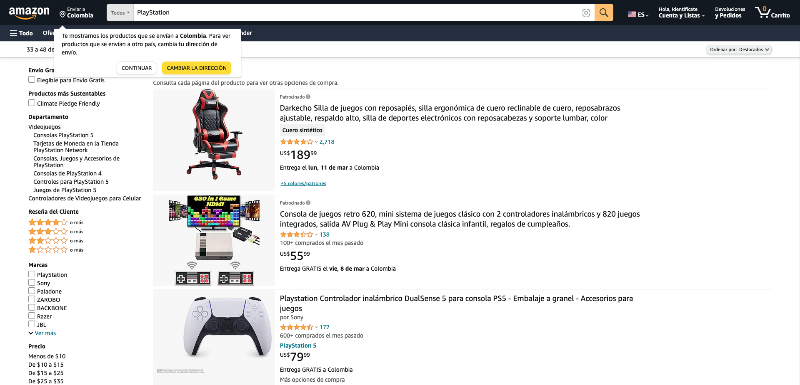 amazon
Enviar a
Colombia
Todos
PlayStation
ES
Hola, Identifícate
Cuenta y Listas
Devoluciones
y Pedidos
0
Carrito
Todo
Te mostramos los productos que se envían a Colombia. Para ver
productos que se envían a otro país, cambia tu dirección de
envío.
CONTINUAR
CAMBIAR LA DIRECCIÓN
33 a 48 de
Ordenar por: Destacados
Envío Gra
Elegible para Envío Gratis
Productos más Sustentables
Climate Pledge Friendly
Departamento
Videojuegos
Consolas PlayStation 5
Tarjetas de Moneda en la Tienda
PlayStation Network
Consolas, Juegos y Accesorios de
PlayStation
Consolas de PlayStation 4
Controles para PlayStation 5
Juegos de PlayStation 5
Controladores de Videojuegos para Celular
Reseña del Cliente
o más
o más
o más
o más
Marcas
PlayStation
Sony
Paladone
ZAROBO
BACKBONE
Razer
JBL
Ver más
Precio
Menos de $10
De $10 a $15
De $15 a $25
De $25 a $35
Consulta cada página del producto para ver otras opciones de compra.
Patrocinado
Darkecho Silla de juegos con reposapiés, silla ergonómica de cuero reclinable de cuero, reposabrazos
ajustable, respaldo alto, silla de deportes electrónicos con reposacabezas y soporte lumbar, color
Cuero sintético
2,718
US$189⁹⁹
Entrega el lun, 11 de mar a Colombia
+5 colores/patrones
Patrocinado
Consola de juegos retro 620, mini sistema de juegos clásico con 2 controladores inalámbricos y 820 juegos
integrados, salida AV Plug & Play Mini consola clásica infantil, regalos de cumpleaños.
138
100+ comprados el mes pasado
US$55⁹⁹
Entrega GRATIS el vie, 8 de mar a Colombia
Playstation Controlador inalámbrico DualSense 5 para consola PS5 - Embalaje a granel - Accesorios para
juegos
por Sony
177
600+ comprados el mes pasado
PlayStation 5
US$79⁹⁹
Entrega GRATIS a Colombia
Más opciones de compra